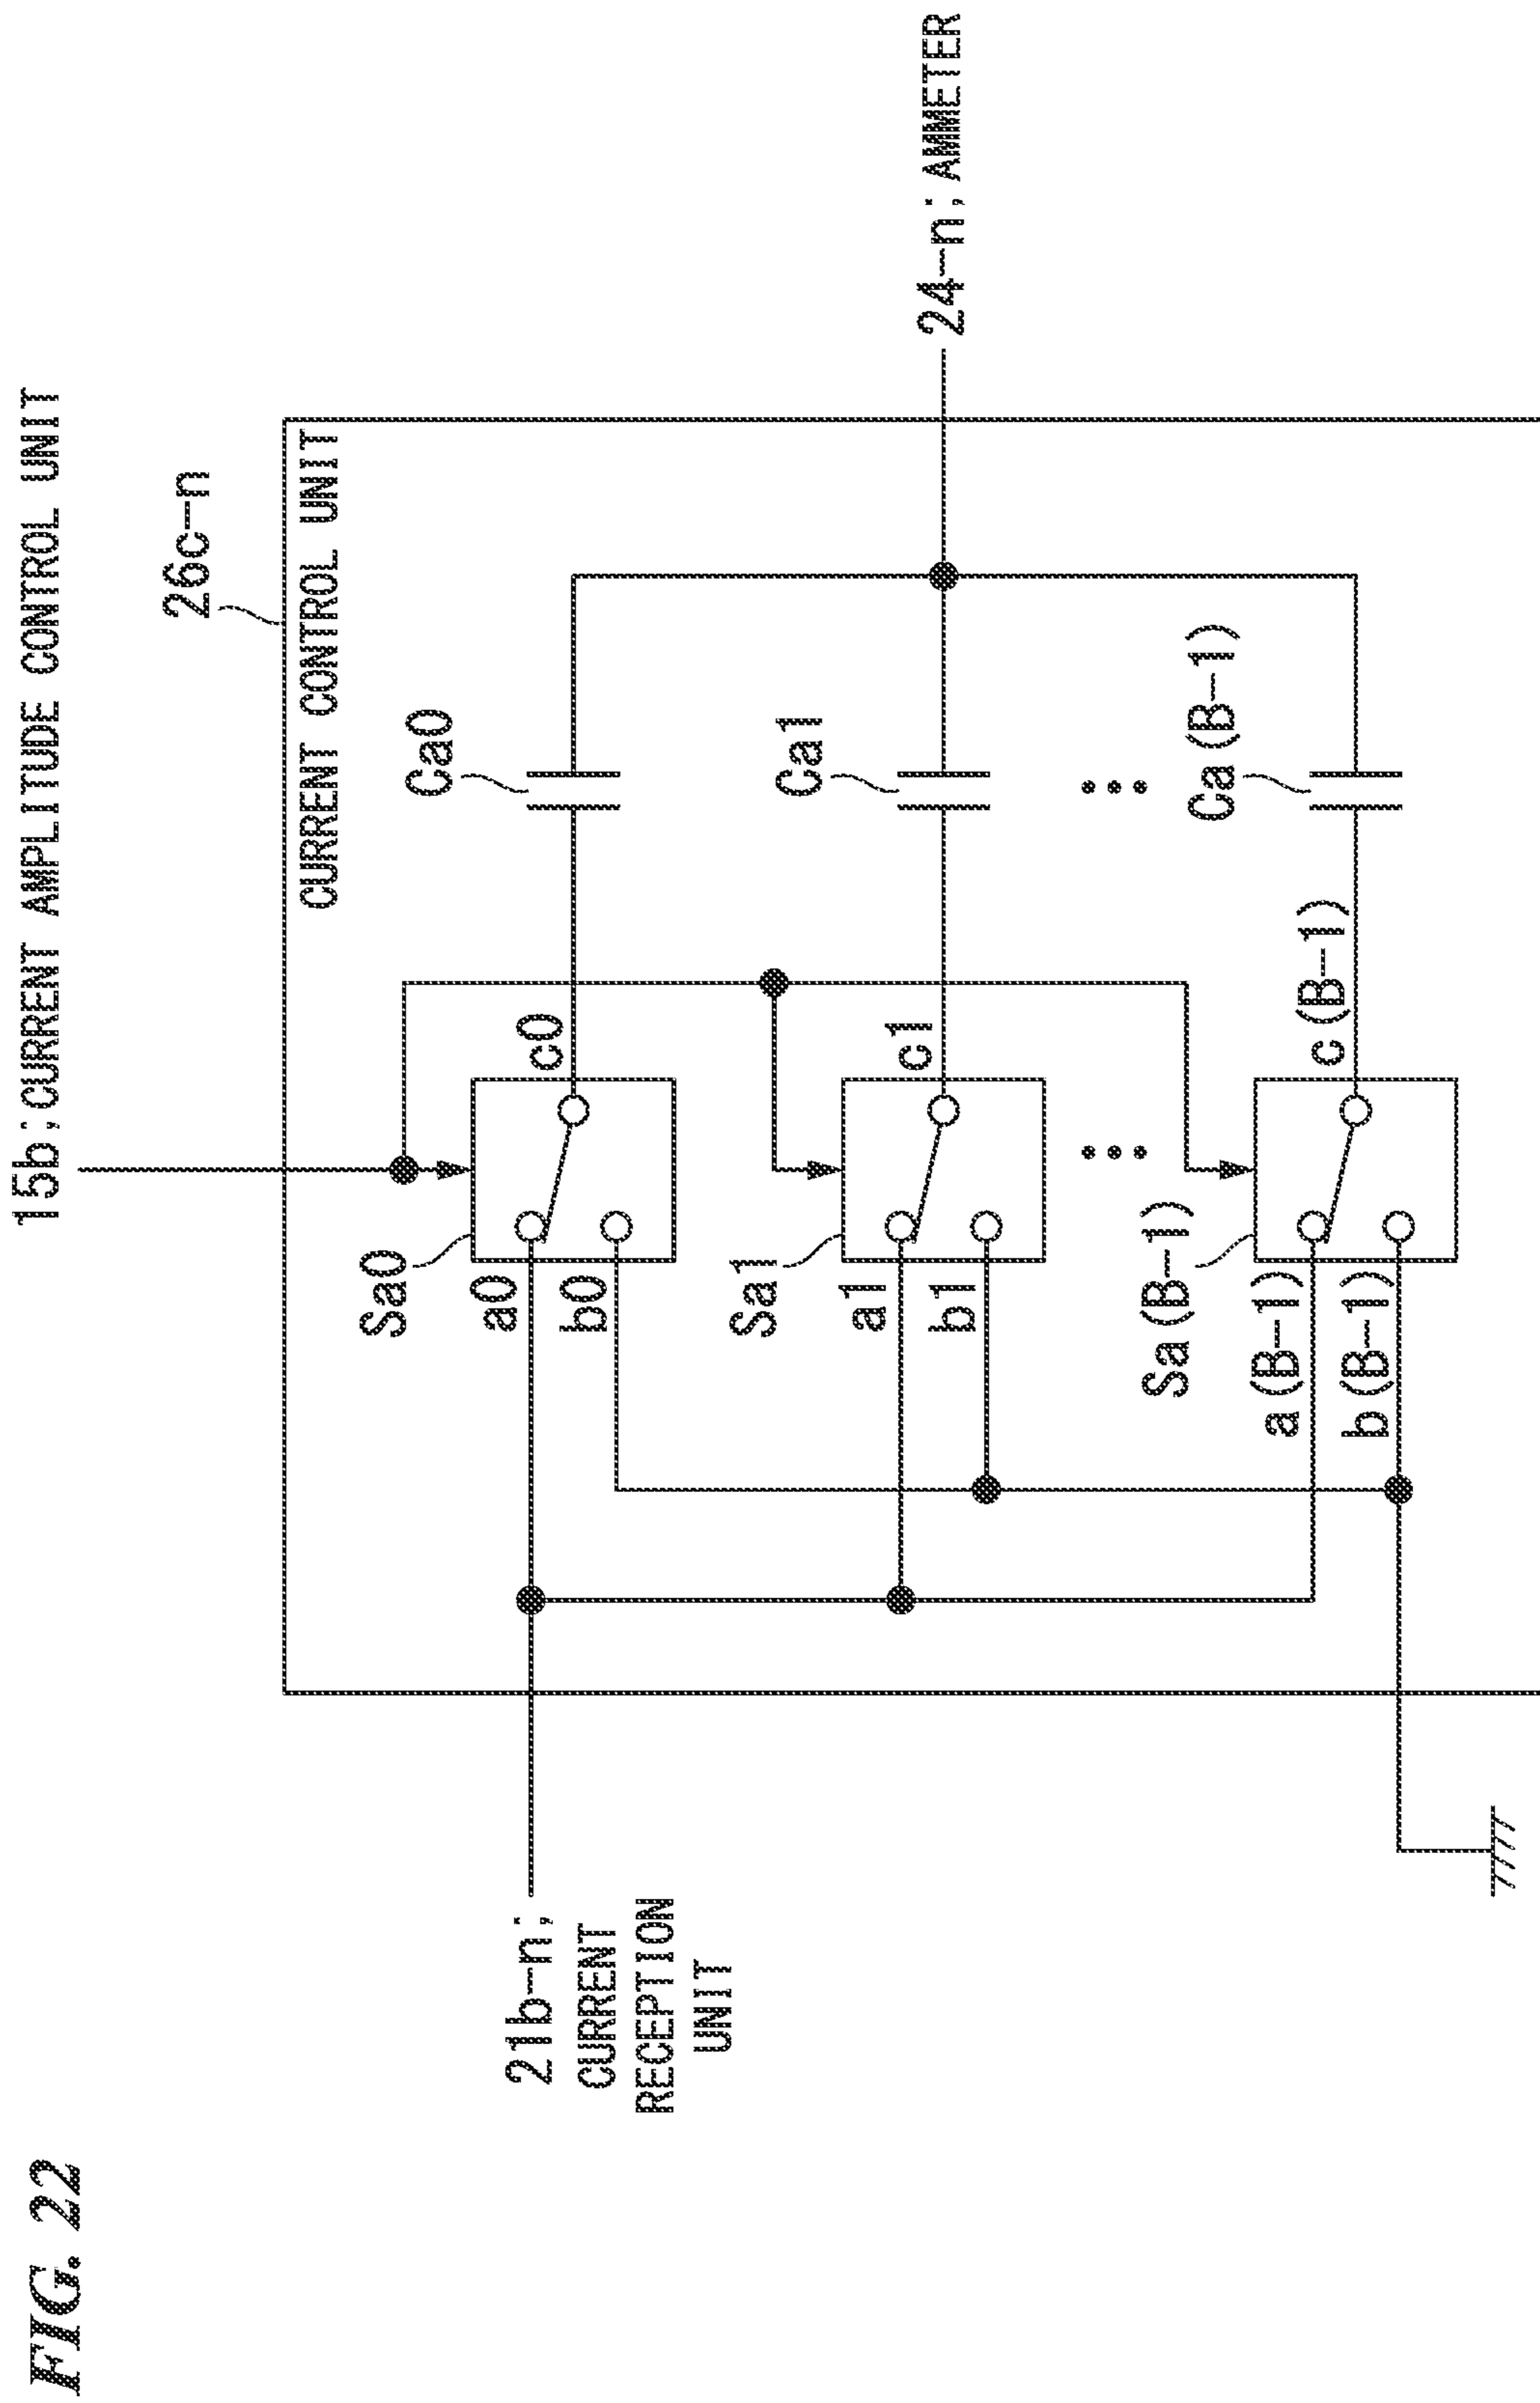 FIG. 22
15b;CURRENT AMPLITUDE CONTROL UNIT
26c-n
CURRENT CONTROL UNIT
Sa0
Ca0
a0
b0
c0
21b-n;
CURRENT
RECEPTION
UNIT
Sa1
Ca1
a1
b1
c1
24-n;AMMETER
Sa(B-1)
Ca(B-1)
a(B-1)
b(B-1)
c(B-1)